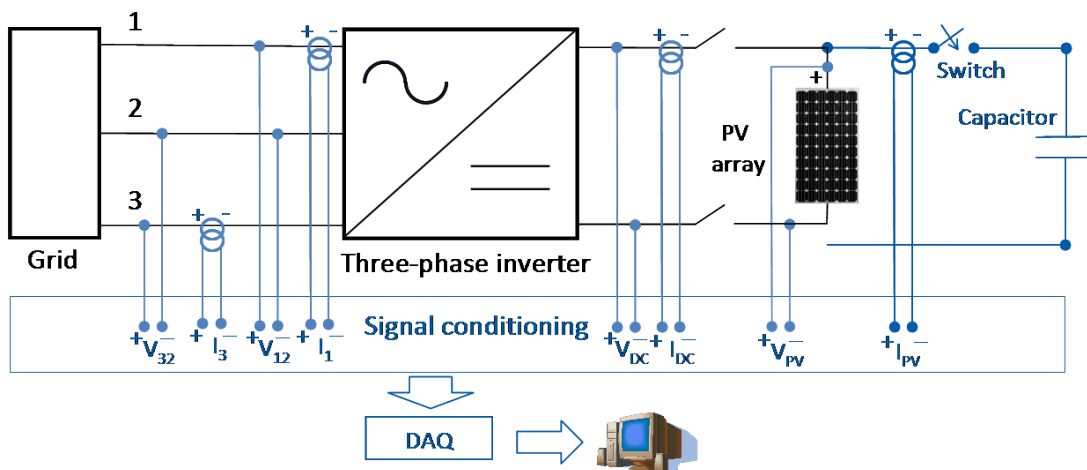 1
+ -
+ -
+ -
2
Switch
+
Capacitor
PV
array
3
+ -
Grid
Three-phase inverter
Signal conditioning
+ V32 -
+ I3 -
+ V12 -
+ I1 -
+ VDC -
+ IDC -
+ VPV -
+ IPV -
DAQ